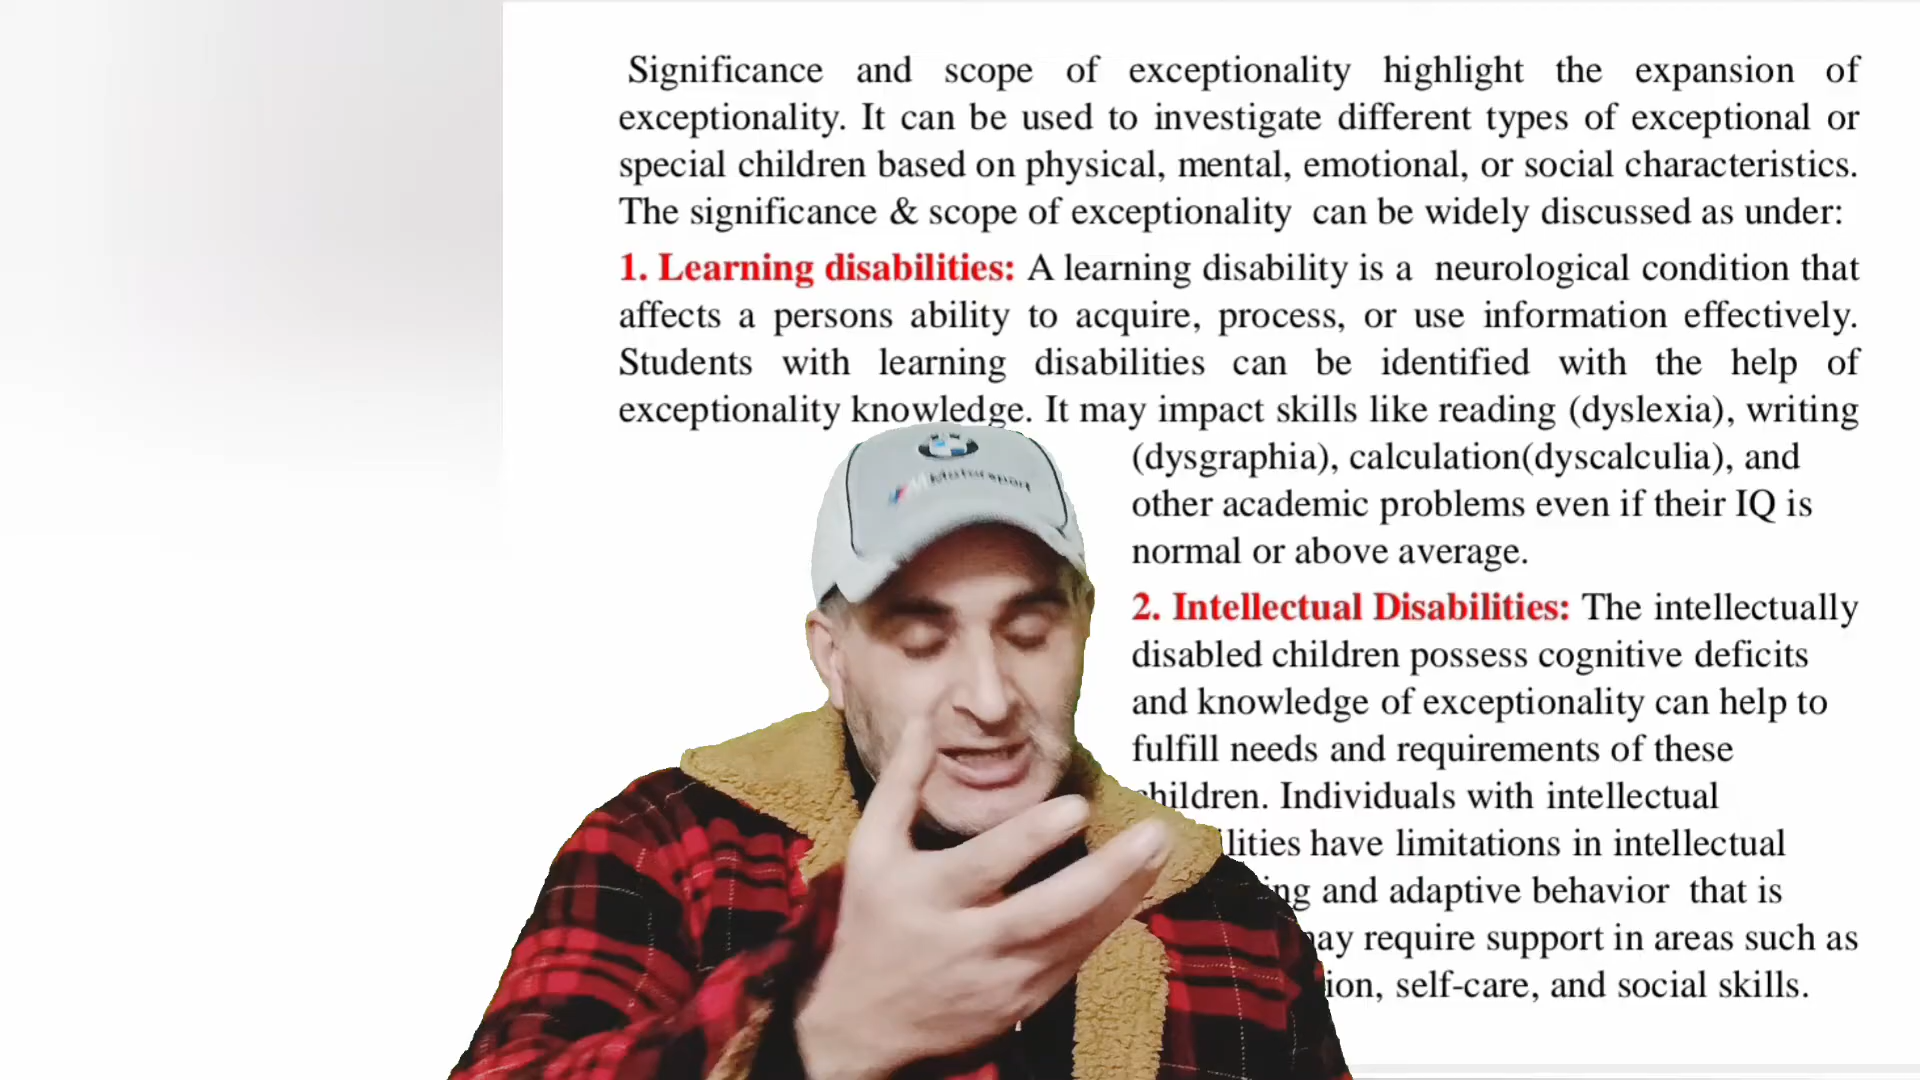 Significance and scope of exceptionality highlight the expansion of
exceptionality. It can be used to investigate different types of exceptional or
special children based on physical, mental, emotional, or social characteristics.
The significance & scope of exceptionality can be widely discussed as under:
1. Learning disabilities: A learning disability is a neurological condition that
affects a persons ability to acquire, process, or use information effectively.
Students with learning disabilities can be identified with the help of
exceptionality knowledge. It may impact skills like reading (dyslexia), writing
(dysgraphia), calculation(dyscalculia), and
other academic problems even if their IQ is
normal or above average.
2. Intellectual Disabilities: The intellectually
disabled children possess cognitive deficits
and knowledge of exceptionality can help to
fulfill needs and requirements of these
children. Individuals with intellectual
lities have limitations in intellectual
ng and adaptive behavior that is
ay require support in areas such as
ion, self-care, and social skills.
M Motorsport